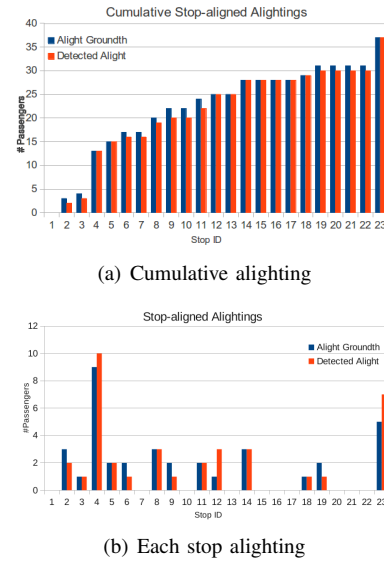 Cumulative Stop-aligned Alightings
40
35
30
25
20
15
10
5
0
# Passengers
Alight Groundth
Detected Alight
1 2 3 4 5 6 7 8 9 10 11 12 13 14 15 16 17 18 19 20 21 22 23
Stop ID
(a) Cumulative alighting
Stop-aligned Alightings
12
10
8
6
4
2
0
#Passengers
Alight Groundth
Detected Alight
1 2 3 4 5 6 7 8 9 10 11 12 13 14 15 16 17 18 19 20 21 22 23
Stop ID
(b) Each stop alighting